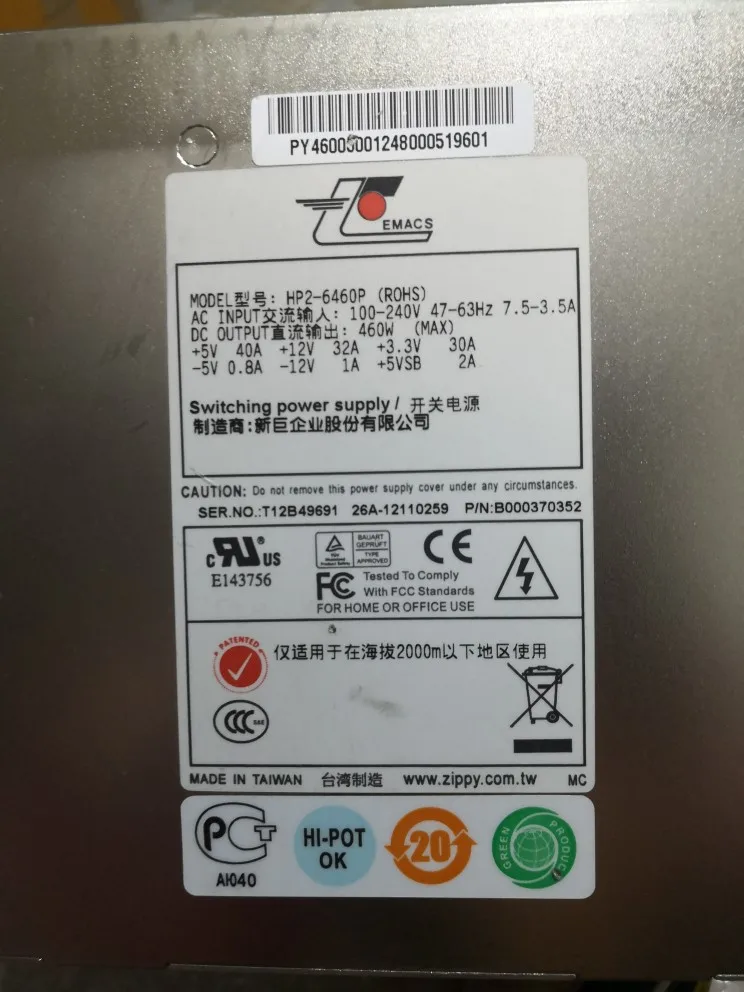 PY4600S001248000519601
EMACS
MODEL型号: HP2-6460P (ROHS)
AC INPUT交流输入: 100-240V 47-63Hz 7.5-3.5A
DC OUTPUT直流输出: 460W (MAX)
+5V 40A +12V 32A +3.3V 30A
-5V 0.8A -12V 1A +5VSB 2A
Switching power supply / 开关电源
制造商:新巨企业股份有限公司
CAUTION: Do not remove this power supply cover under any circumstances.
SER.NO.:T12B49691 26A-12110259 P/N:B000370352
c RU ® US
E143756
BAUART
GEPRÜFT
TYPE
APPROVED
CE
FC
Tested To Comply
With FCC Standards
FOR HOME OR OFFICE USE
PATENTED
仅适用于在海拔2000m以下地区使用
CCC S&E
MADE IN TAIWAN 台湾制造 www.zippy.com.tw MC
PCT
АЮ40
HI-POT
OK
20
GREEN PRODUCT